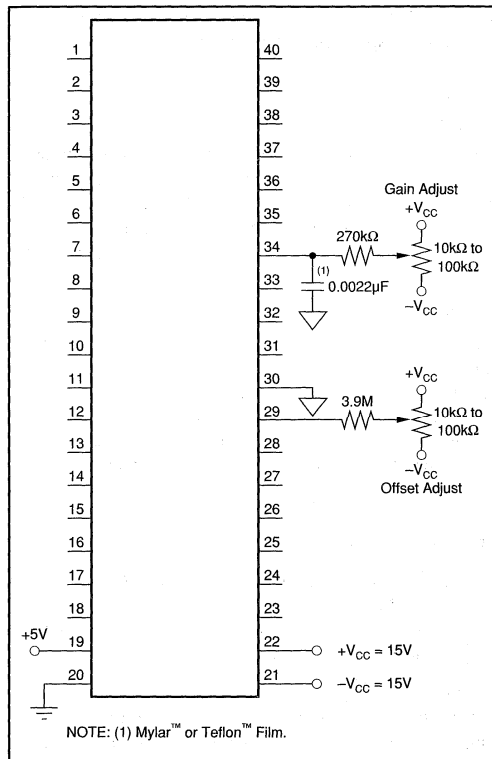 1 40
2 39
3 38
4 37
5 36
Gain Adjust
+VCC
6 35
270kΩ
10kΩ to
100kΩ
7 34
(1)
8 33
0.0022µF
−VCC
9 32
10 31
+VCC
11 30
3.9M
10kΩ to
100kΩ
12 29
13 28
−VCC
14 27
Offset Adjust
15 26
16 25
17 24
18 23
+5V
19 22 +VCC = 15V
20 21 −VCC = 15V
NOTE: (1) Mylar™ or Teflon™ Film.